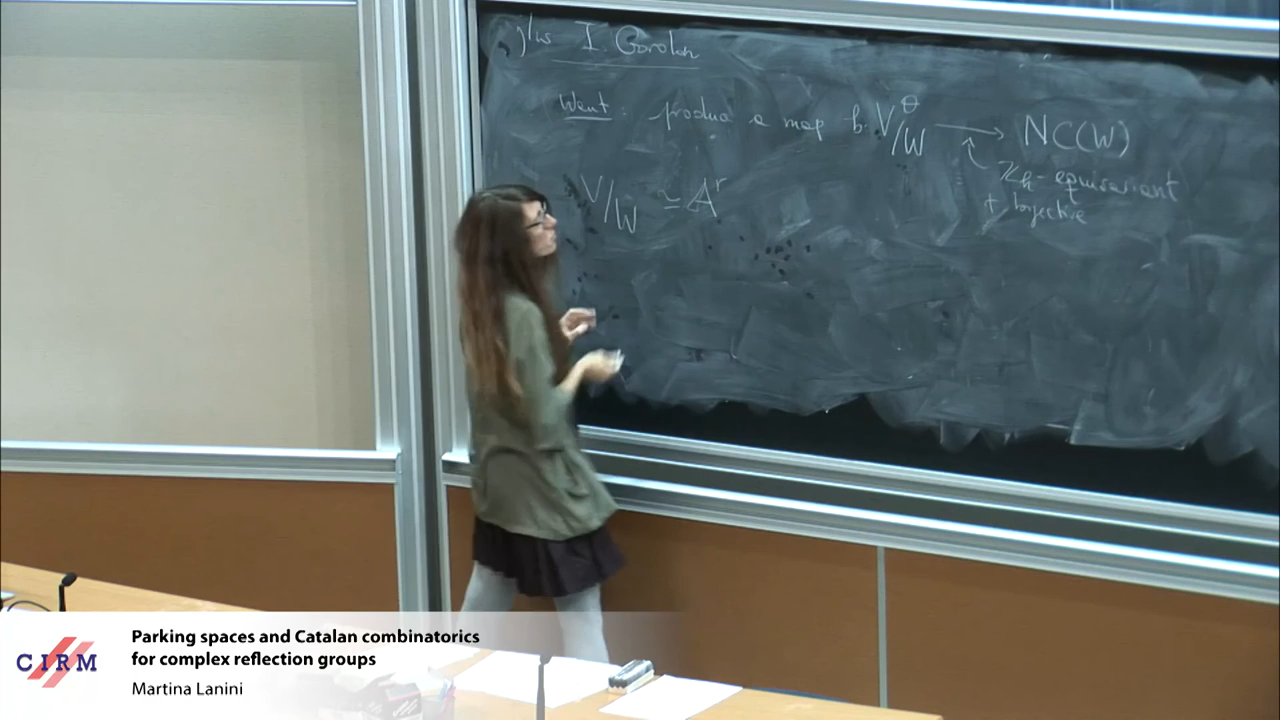 j/w I. Gordon
Want: produce a map b: V/W^θ → NC(W)
ℤh-equivariant
+ bijective
V/W ≃ 𝔸^r
CIRM
Parking spaces and Catalan combinatorics
for complex reflection groups
Martina Lanini